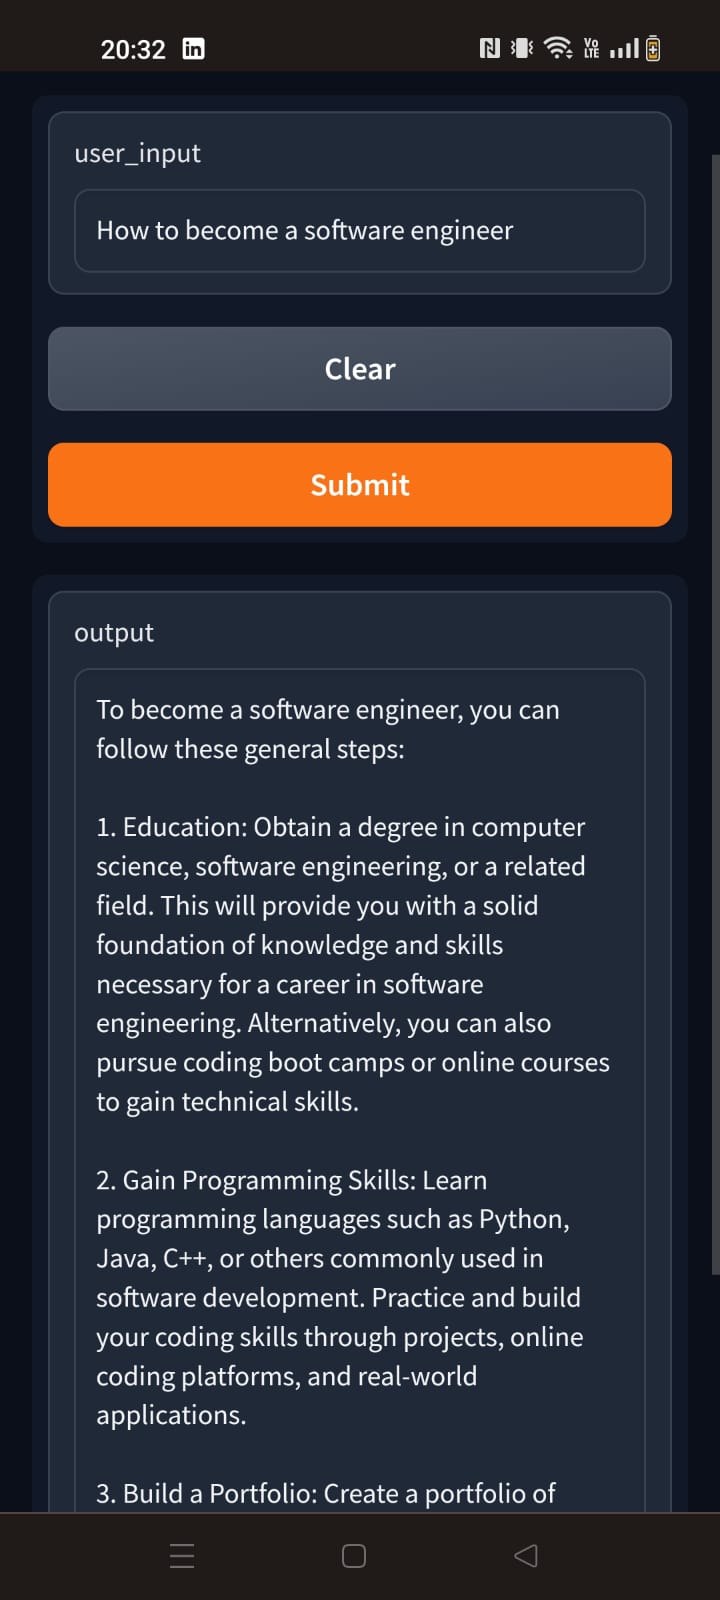 20:32 in N Vo LTE
user_input
How to become a software engineer
Clear
Submit
output
To become a software engineer, you can
follow these general steps:
1. Education: Obtain a degree in computer
science, software engineering, or a related
field. This will provide you with a solid
foundation of knowledge and skills
necessary for a career in software
engineering. Alternatively, you can also
pursue coding boot camps or online courses
to gain technical skills.
2. Gain Programming Skills: Learn
programming languages such as Python,
Java, C++, or others commonly used in
software development. Practice and build
your coding skills through projects, online
coding platforms, and real-world
applications.
3. Build a Portfolio: Create a portfolio of